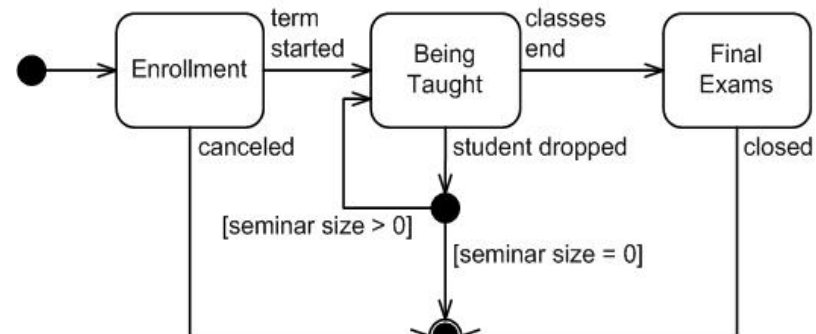 term
started
classes
end
Enrollment
Being
Taught
Final
Exams
canceled
student dropped
closed
[seminar size > 0]
[seminar size = 0]